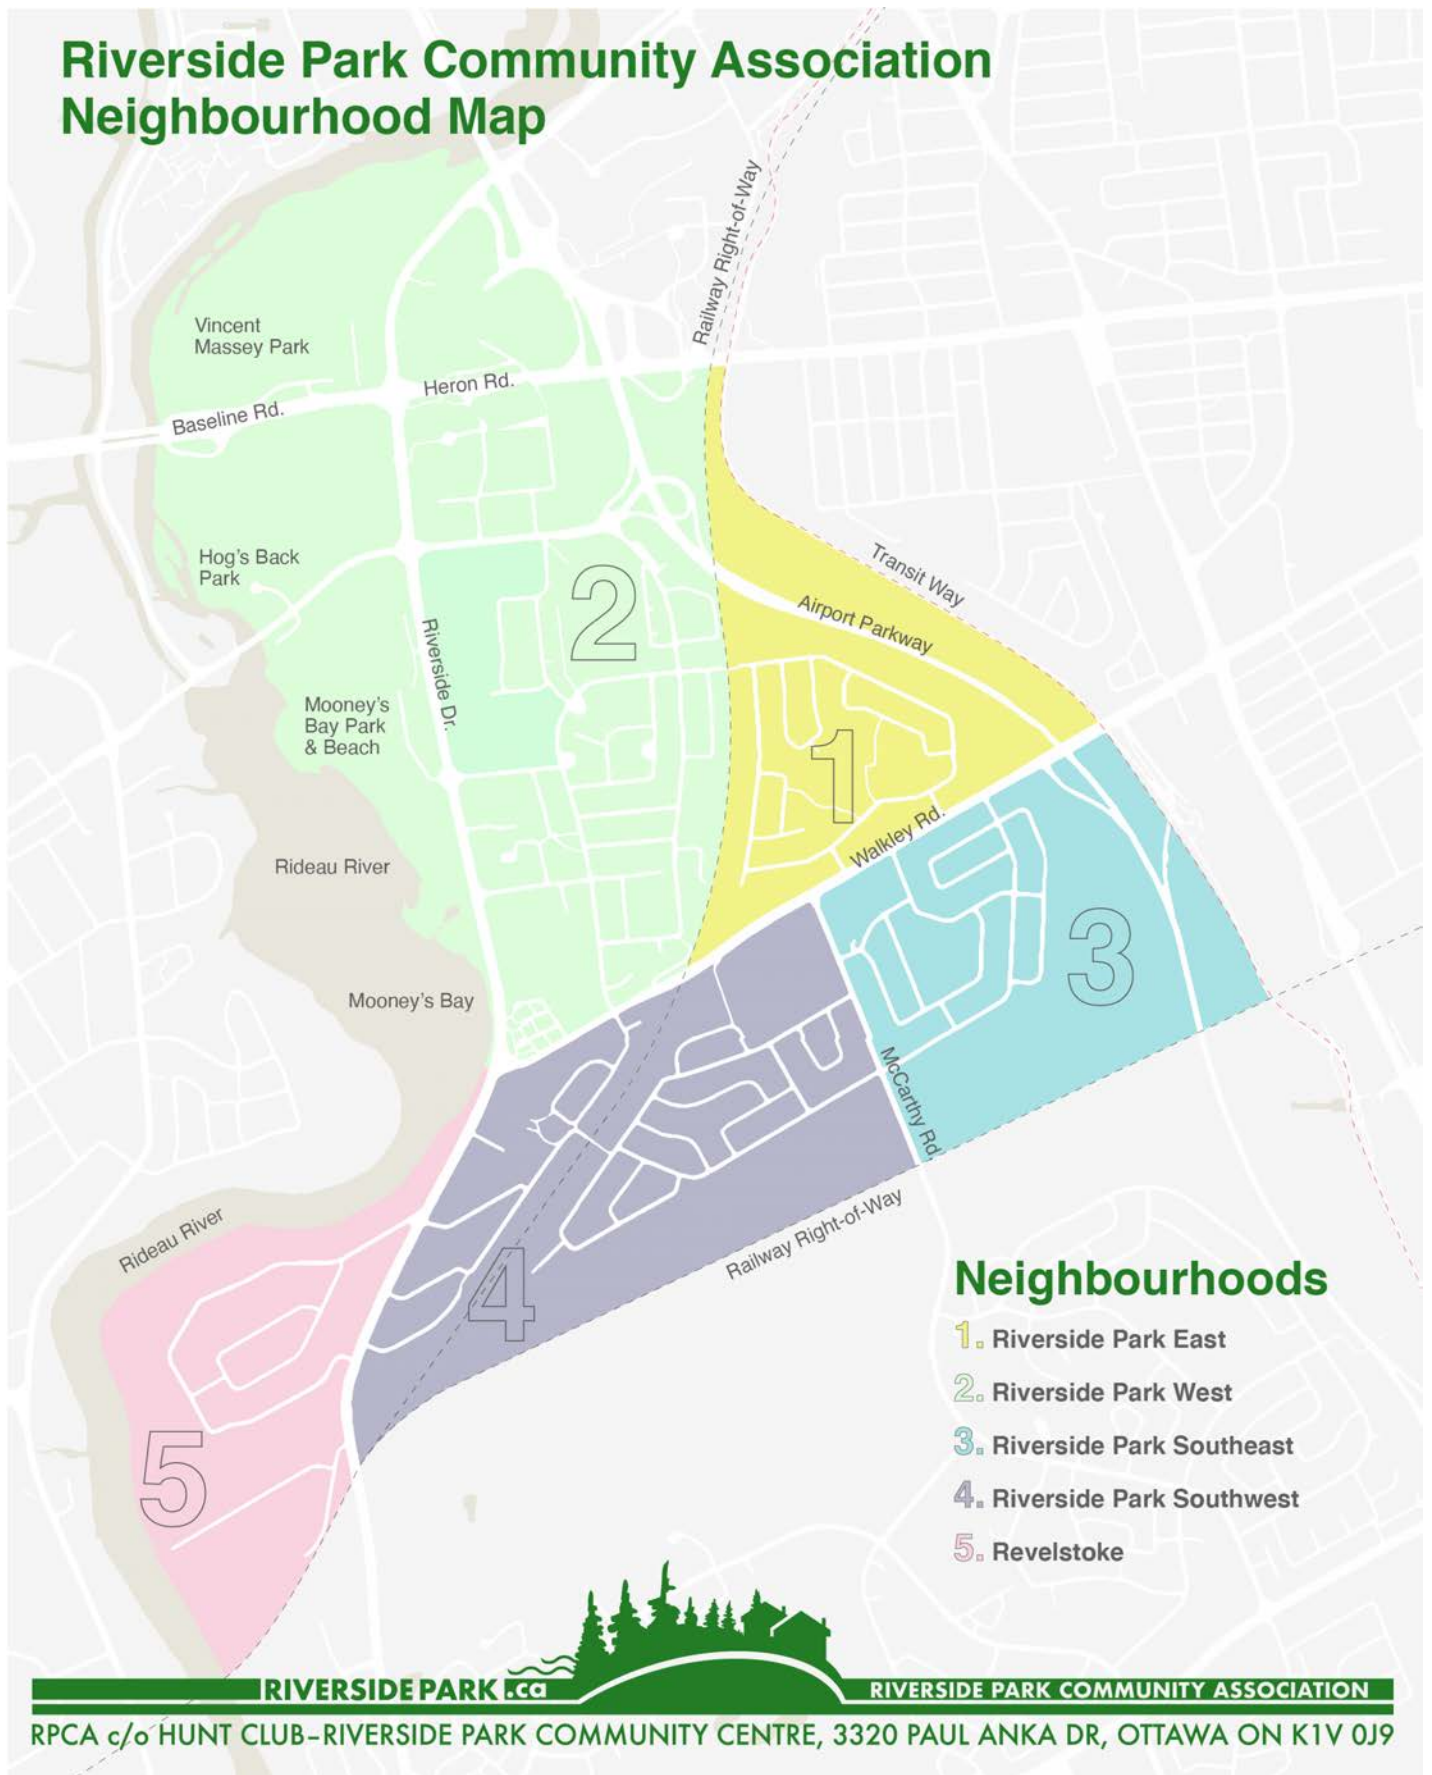 Riverside Park Community Association
Neighbourhood Map
Railway Right-of-Way
Vincent
Massey Park
Heron Rd.
Baseline Rd.
Hog's Back
Park
Transit Way
2
Airport Parkway
Riverside Dr.
Mooney's
Bay Park
& Beach
1
Walkley Rd.
Rideau River
3
Mooney's Bay
McCarthy Rd.
Rideau River
Railway Right-of-Way
4
5
Neighbourhoods
1. Riverside Park East
2. Riverside Park West
3. Riverside Park Southeast
4. Riverside Park Southwest
5. Revelstoke
RIVERSIDE PARK.ca
RIVERSIDE PARK COMMUNITY ASSOCIATION
RPCA c/o HUNT CLUB-RIVERSIDE PARK COMMUNITY CENTRE, 3320 PAUL ANKA DR, OTTAWA ON K1V 0J9